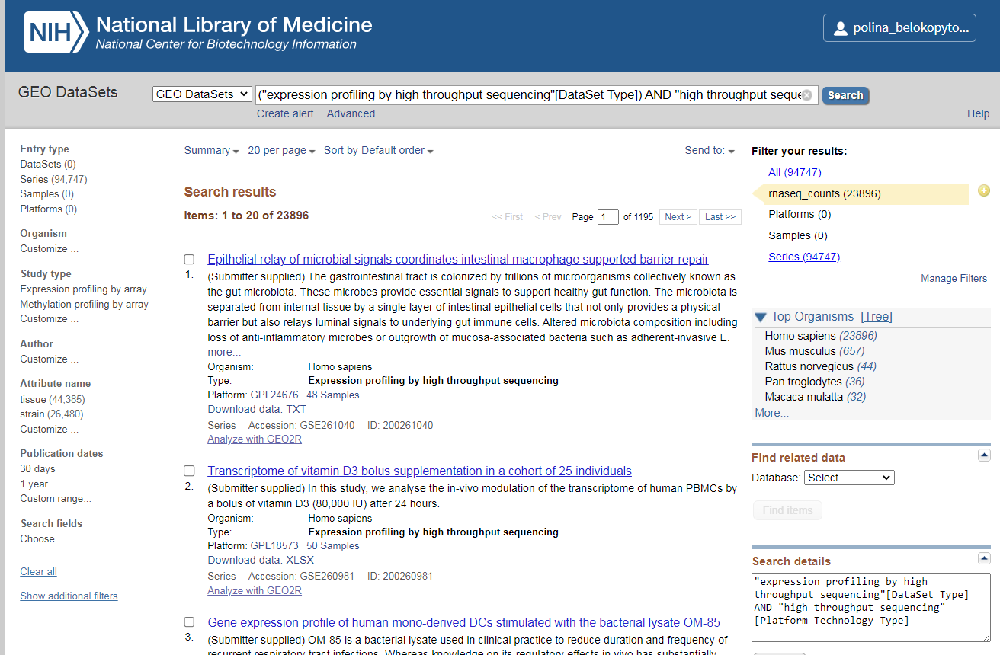 NIH National Library of Medicine
National Center for Biotechnology Information
polina_belokopyto...
GEO DataSets
GEO DataSets
("expression profiling by high throughput sequencing"[DataSet Type]) AND "high throughput seque
Search
Create alert
Advanced
Help
Entry type
DataSets (0)
Series (94,747)
Samples (0)
Platforms (0)
Organism
Customize ...
Study type
Expression profiling by array
Methylation profiling by array
Customize ...
Author
Customize ...
Attribute name
tissue (44,385)
strain (26,480)
Customize ...
Publication dates
30 days
1 year
Custom range...
Search fields
Choose ...
Clear all
Show additional filters
Summary
20 per page
Sort by Default order
Send to:
Search results
Items: 1 to 20 of 23896
<< First
< Prev
Page 1 of 1195
Next >
Last >>
Epithelial relay of microbial signals coordinates intestinal macrophage supported barrier repair
1.
(Submitter supplied) The gastrointestinal tract is colonized by trillions of microorganisms collectively known as
the gut microbiota. These microbes provide essential signals to support healthy gut function. The microbiota is
separated from internal tissue by a single layer of intestinal epithelial cells that not only provides a physical
barrier but also relays luminal signals to underlying gut immune cells. Altered microbiota composition including
loss of anti-inflammatory microbes or outgrowth of mucosa-associated bacteria such as adherent-invasive E.
more...
Organism: Homo sapiens
Type: Expression profiling by high throughput sequencing
Platform: GPL24676 48 Samples
Download data: TXT
Series Accession: GSE261040 ID: 200261040
Analyze with GEO2R
Transcriptome of vitamin D3 bolus supplementation in a cohort of 25 individuals
2.
(Submitter supplied) In this study, we analyse the in-vivo modulation of the transcriptome of human PBMCs by
a bolus of vitamin D3 (80,000 IU) after 24 hours.
Organism: Homo sapiens
Type: Expression profiling by high throughput sequencing
Platform: GPL18573 50 Samples
Download data: XLSX
Series Accession: GSE260981 ID: 200260981
Analyze with GEO2R
Gene expression profile of human mono-derived DCs stimulated with the bacterial lysate OM-85
3.
(Submitter supplied) OM-85 is a bacterial lysate used in clinical practice to reduce duration and frequency of
recurrent respiratory tract infections. Whereas knowledge on its regulatory effects in vivo has substantially
Filter your results:
All (94747)
rnaseq_counts (23896)
Platforms (0)
Samples (0)
Series (94747)
Manage Filters
Top Organisms [Tree]
Homo sapiens (23896)
Mus musculus (657)
Rattus norvegicus (44)
Pan troglodytes (36)
Macaca mulatta (32)
More...
Find related data
Database: Select
Find items
Search details
"expression profiling by high
throughput sequencing"[DataSet Type]
AND "high throughput sequencing"
[Platform Technology Type]